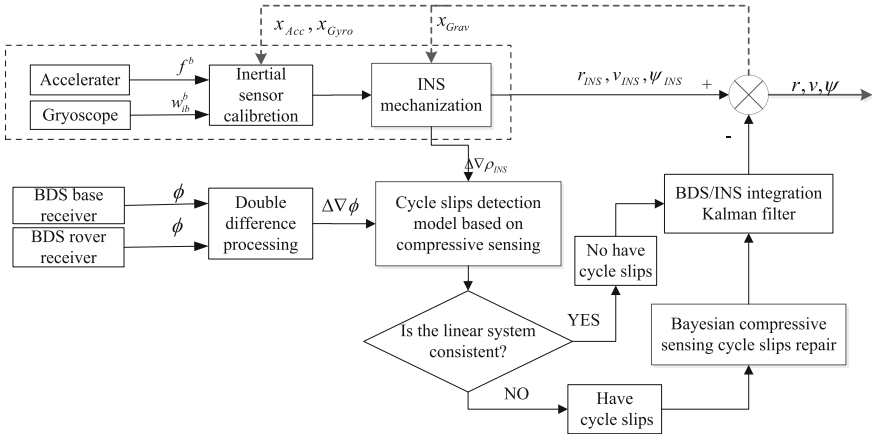 x_Acc, x_Gyro
x_Grav
Accelerater
f^b
Inertial
sensor
calibretion
INS
mechanization
r_INS, v_INS, ψ_INS
+
r, v, ψ
Gryoscope
w_ib^b
-
Δ∇ρ_INS
BDS base
receiver
ϕ
BDS rover
receiver
ϕ
Double
difference
processing
Δ∇ϕ
Cycle slips detection
model based on
compressive sensing
BDS/INS integration
Kalman filter
No have
cycle slips
Is the linear system
consistent?
YES
Bayesian compressive
sensing cycle slips repair
NO
Have
cycle slips